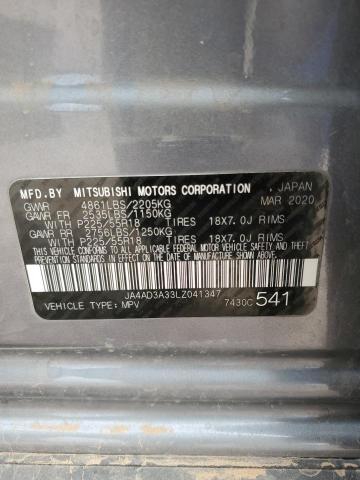 MFD.BY MITSUBISHI MOTORS CORPORATION , JAPAN
GVWR 4861LBS/2205KG MAR 2020
GAWR FR 2535LBS/1150KG
WITH P225/55R18 TIRES 18X7.0J RIMS
GAWR RR 2756LBS/1250KG
WITH P225/55R18 TIRES 18X7.0J RIMS
THIS VEHICLE CONFORMS TO ALL APPLICABLE FEDERAL
MOTOR VEHICLE SAFETY, BUMPER, AND THEFT
PREVENTION STANDARDS IN EFFECT ON THE DATE OF
MANUFACTURE SHOWN ABOVE.
JA4AD3A33LZ041347
VEHICLE TYPE: MPV 7430C 541